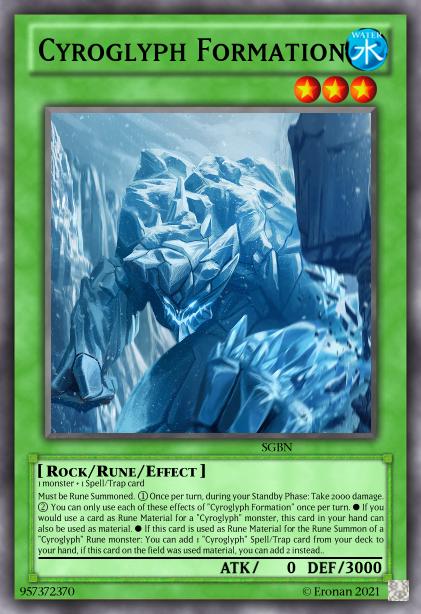 Cyroglyph Formation
WATER
水
SGBN
[ Rock/Rune/Effect ]
1 monster + 1 Spell/Trap card
Must be Rune Summoned. ① Once per turn, during your Standby Phase: Take 2000 damage.
② You can only use each of these effects of "Cyroglyph Formation" once per turn. ● If you
would use a card as Rune Material for a "Cyroglyph" monster, this card in your hand can
also be used as material. ● If this card is used as Rune Material for the Rune Summon of a
"Cyroglyph" Rune monster: You can add 1 "Cyroglyph" Spell/Trap card from your deck to
your hand, if this card on the field was used material, you can add 2 instead..
ATK/ 0 DEF/3000
957372370 © Eronan 2021